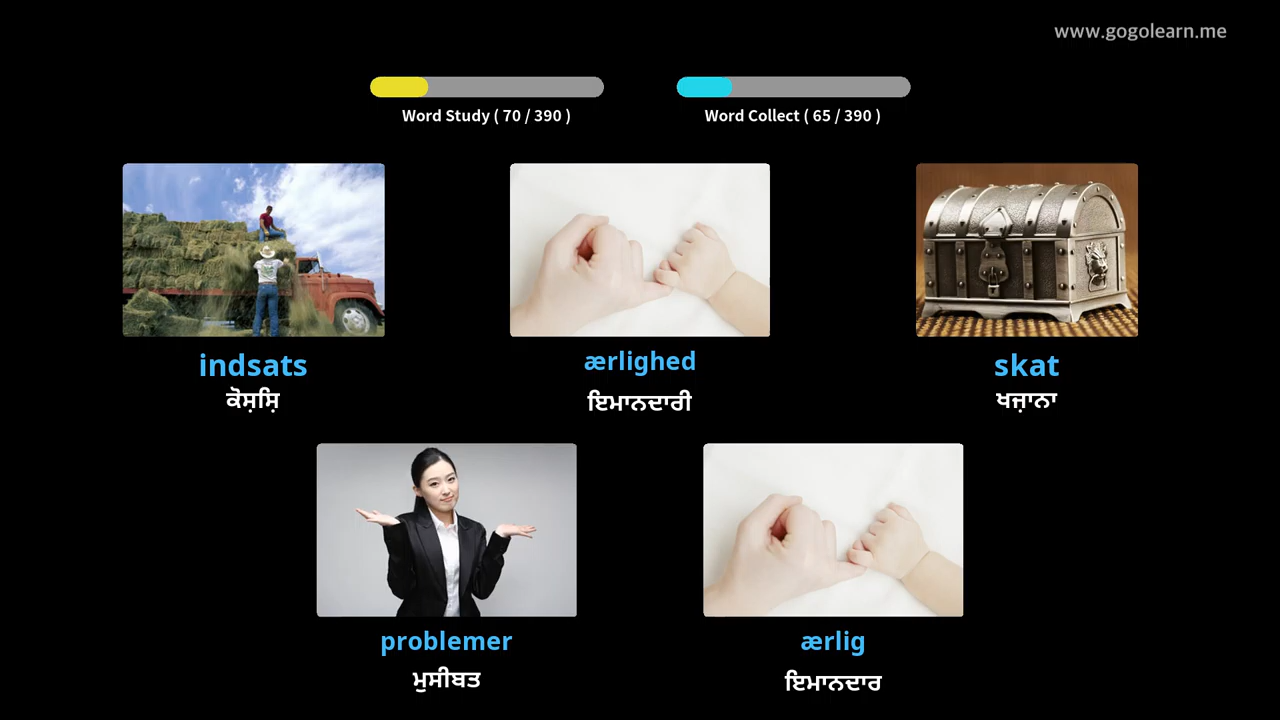 www.gogolearn.me
Word Study ( 70 / 390 )
Word Collect ( 65 / 390 )
indsats
ਕੋਸ਼ਸ਼ਿ
ærlighed
ਇਮਾਨਦਾਰੀ
skat
ਖਜ਼ਾਨਾ
problemer
ਮੁਸੀਬਤ
ærlig
ਇਮਾਨਦਾਰ